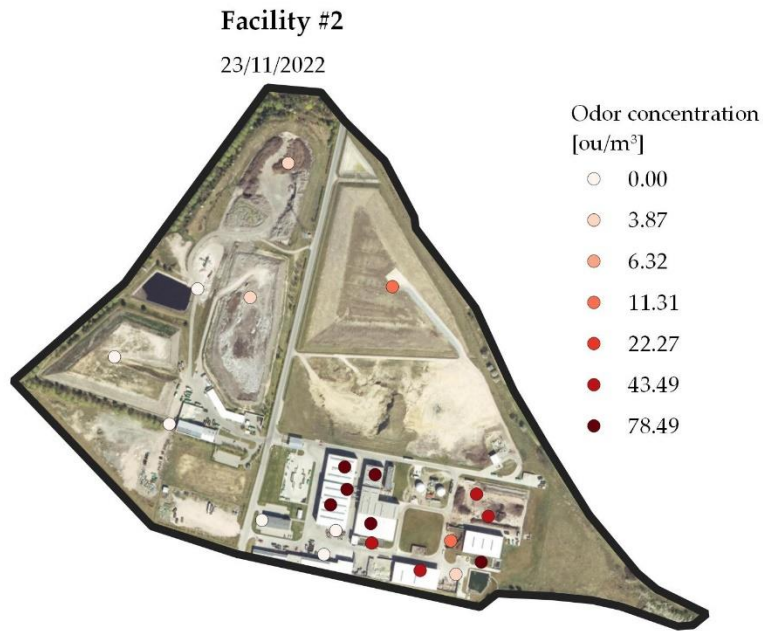 Facility #2
23/11/2022
Odor concentration
[ou/m³]
0.00
3.87
6.32
11.31
22.27
43.49
78.49